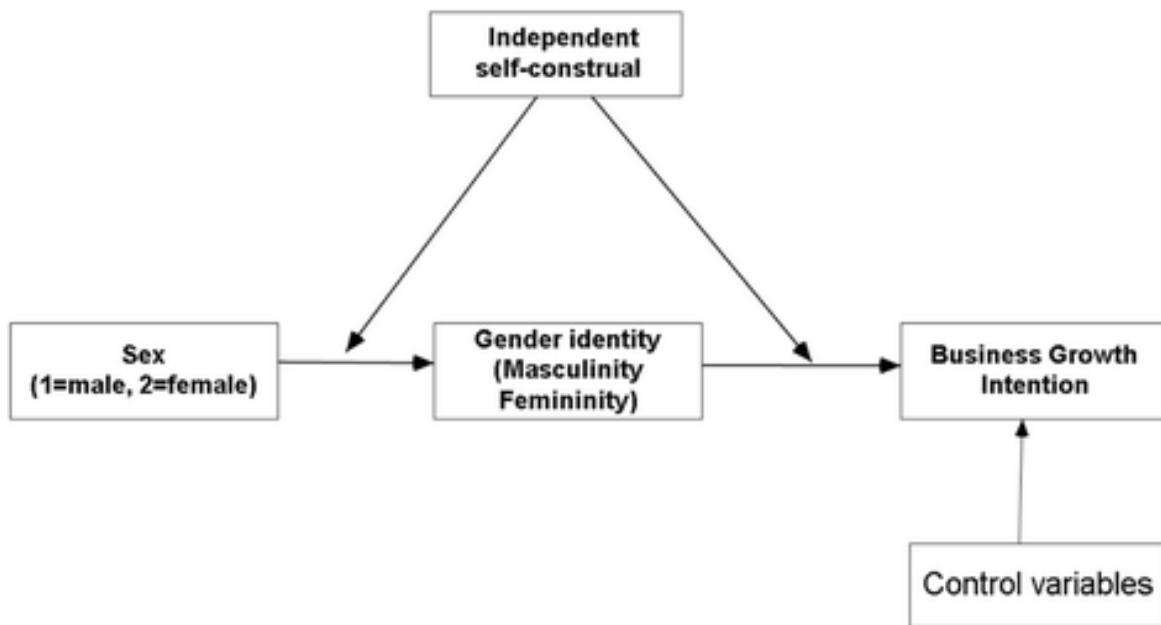 Independent
self-construal
Sex
(1=male, 2=female)
Gender identity
(Masculinity
Femininity)
Business Growth
Intention
Control variables